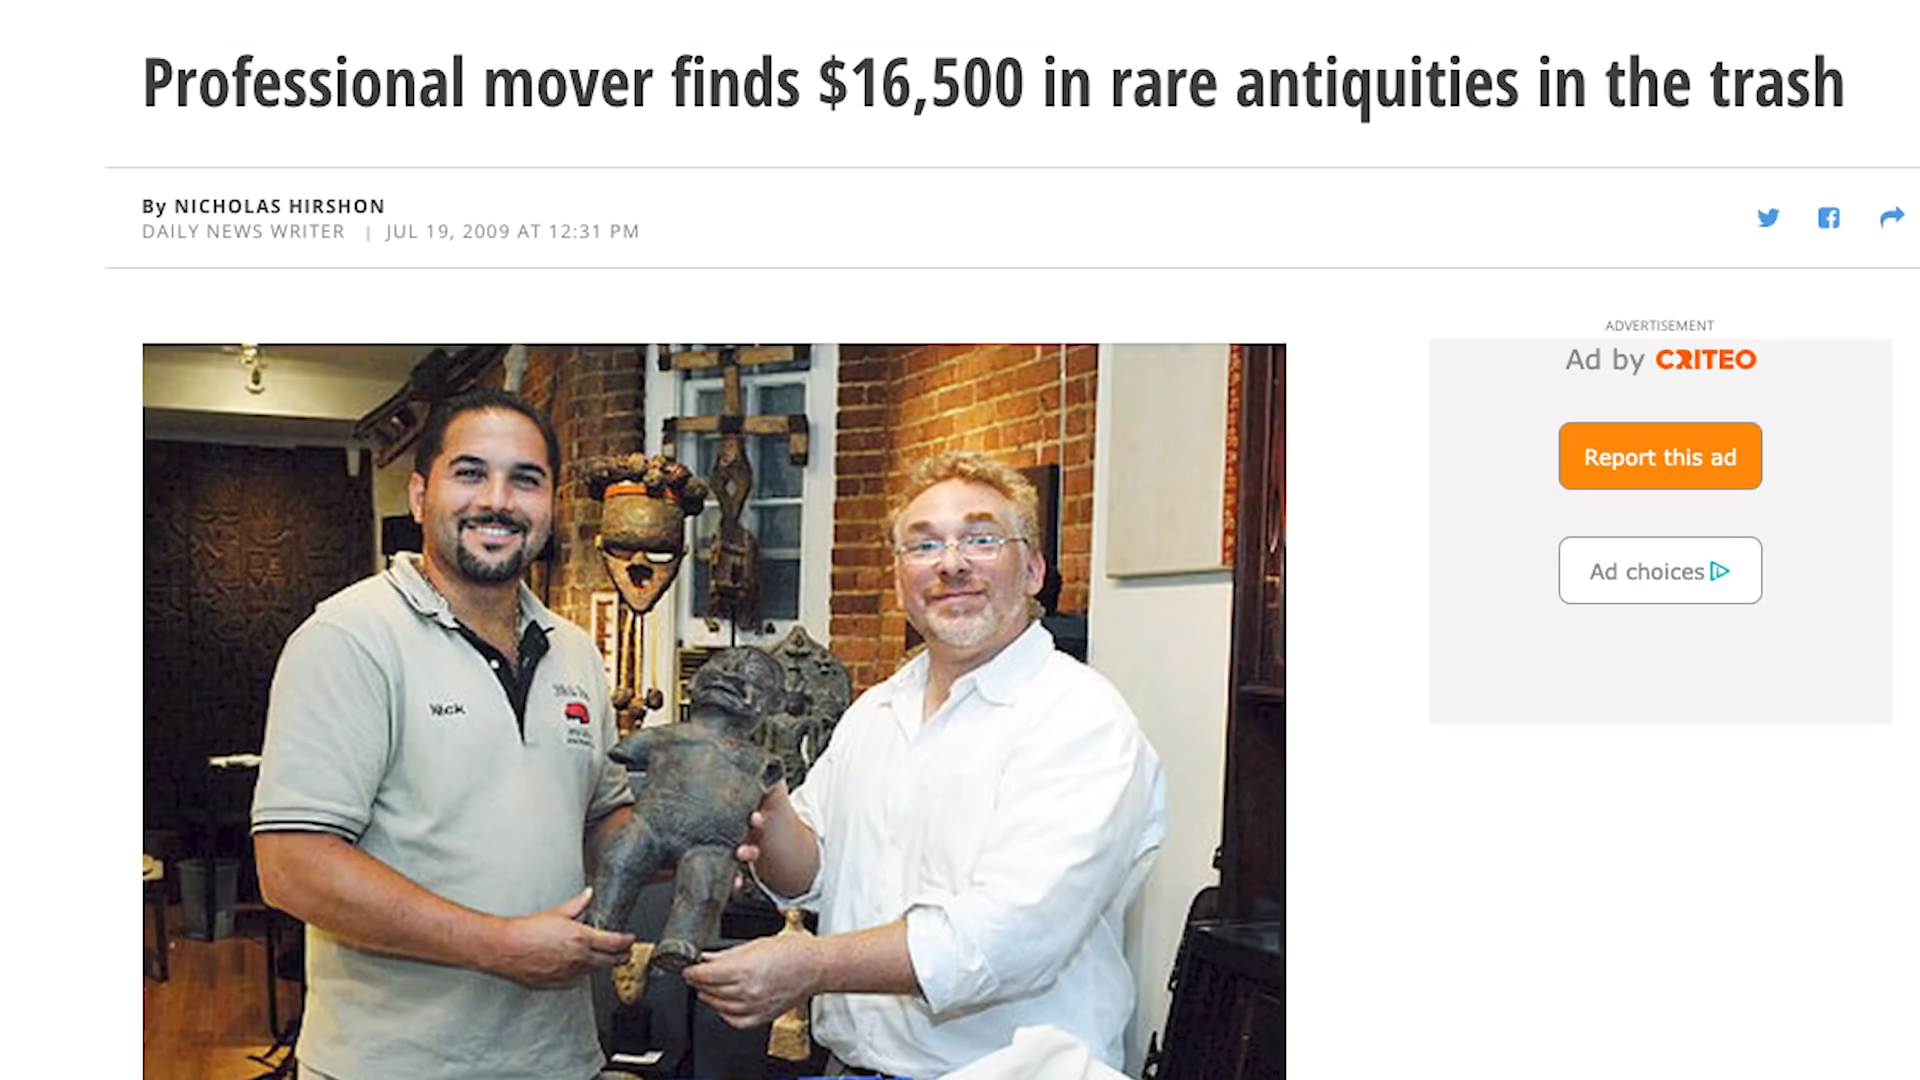 Professional mover finds $16,500 in rare antiquities in the trash
By NICHOLAS HIRSHON
DAILY NEWS WRITER | JUL 19, 2009 AT 12:31 PM
ADVERTISEMENT
Ad by CRITEO
Report this ad
Ad choices
Nick